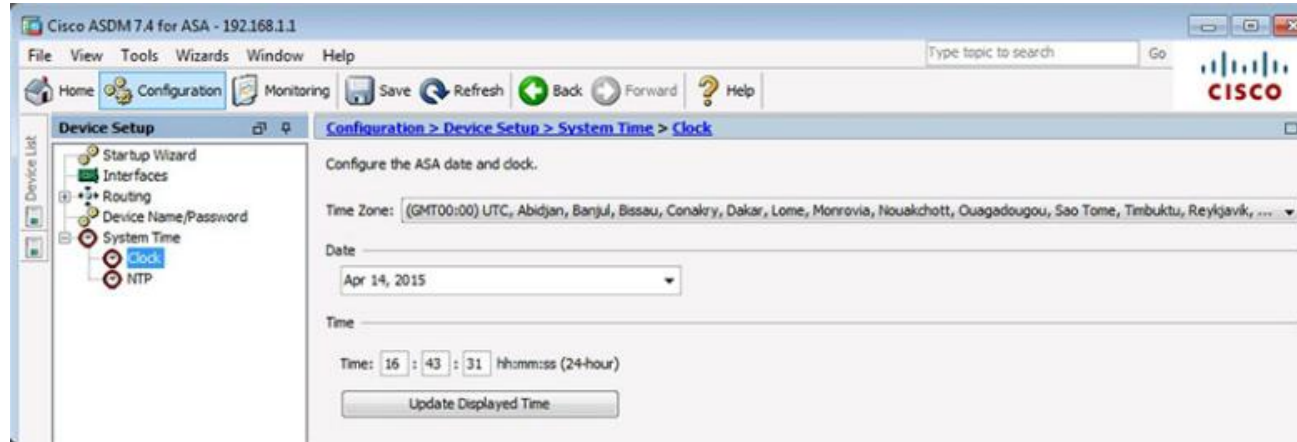 Cisco ASDM 7.4 for ASA - 192.168.1.1
File View Tools Wizards Window Help
Type topic to search Go
Home Configuration Monitoring Save Refresh Back Forward Help
CISCO
Device List
Device Setup
Startup Wizard
Interfaces
Routing
Device Name/Password
System Time
Clock
NTP
Configuration > Device Setup > System Time > Clock
Configure the ASA date and clock.
Time Zone: (GMT00:00) UTC, Abidjan, Banjul, Bissau, Conakry, Dakar, Lome, Monrovia, Nouakchott, Ouagadougou, Sao Tome, Timbuktu, Reykjavik, ...
Date
Apr 14, 2015
Time
Time: 16 : 43 : 31 hh:mm:ss (24-hour)
Update Displayed Time